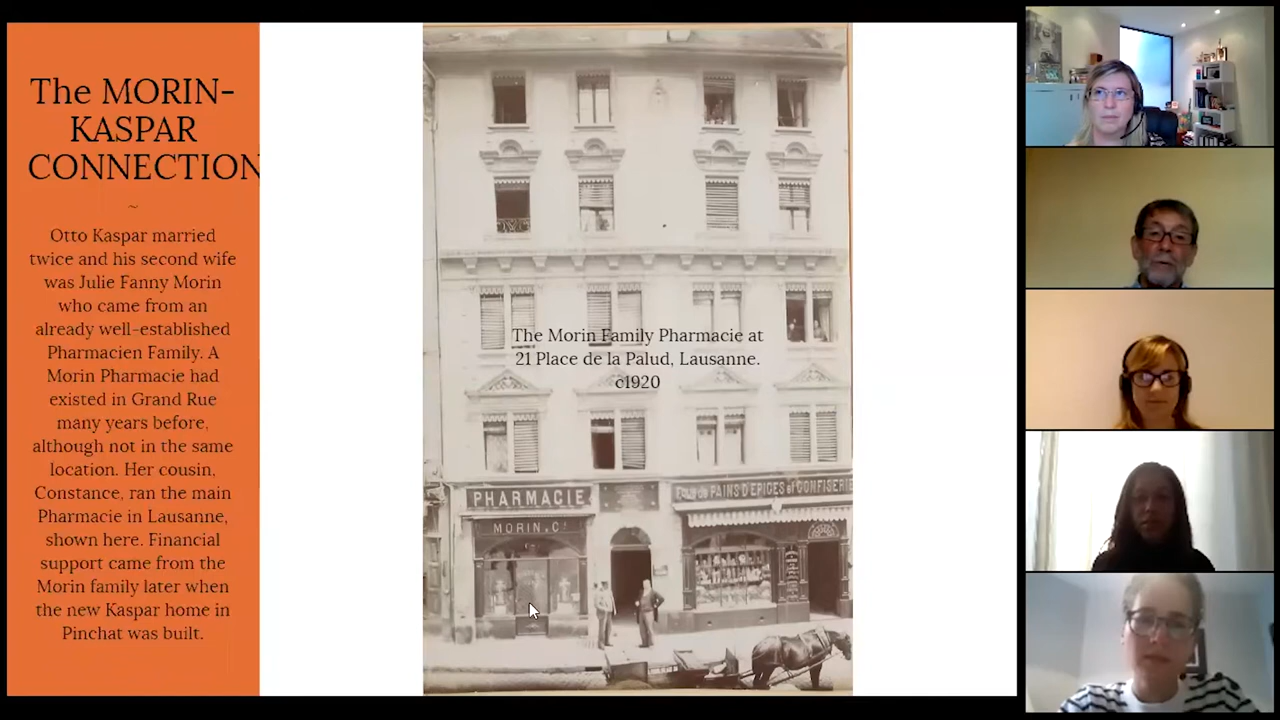 The MORIN-
KASPAR
CONNECTION
~
Otto Kaspar married
twice and his second wife
was Julie Fanny Morin
who came from an
already well-established
Pharmacien Family. A
Morin Pharmacie had
existed in Grand Rue
many years before,
although not in the same
location. Her cousin,
Constance, ran the main
Pharmacie in Lausanne,
shown here. Financial
support came from the
Morin family later when
the new Kaspar home in
Pinchat was built.
The Morin Family Pharmacie at
21 Place de la Palud, Lausanne.
c1920
PHARMACIE
MORIN & Cie
PAINS D'EPICES et CONFISERIE